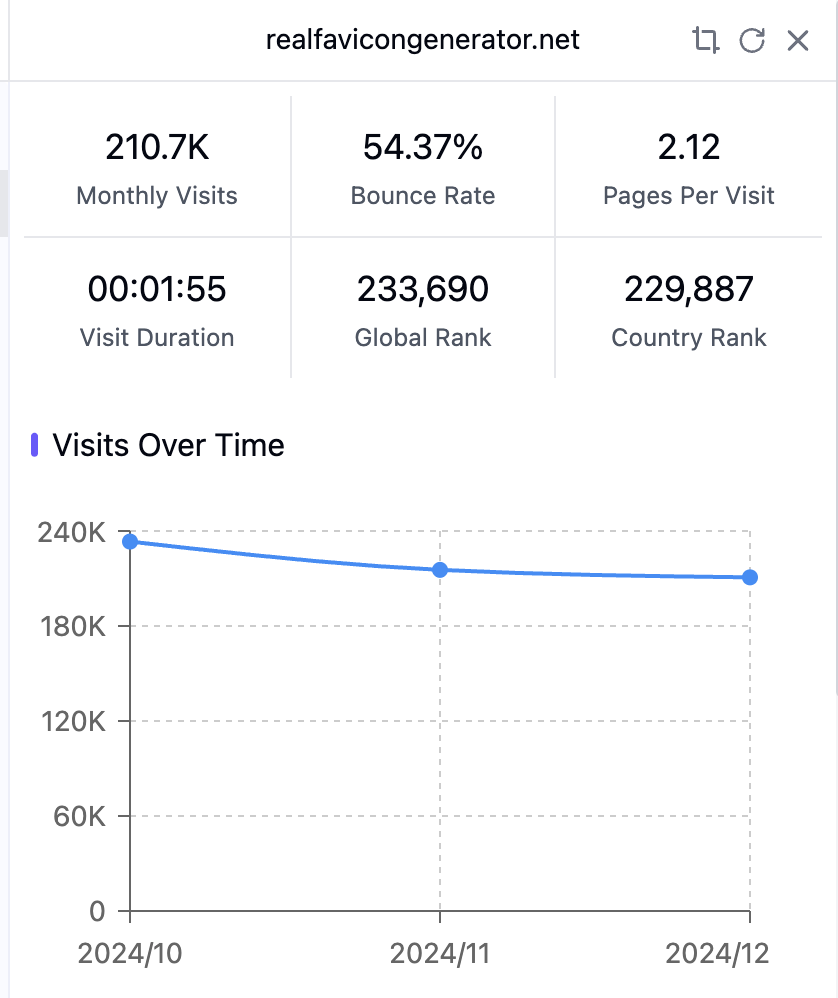 realfavicongenerator.net
210.7K 54.37% 2.12
Monthly Visits Bounce Rate Pages Per Visit
00:01:55 233,690 229,887
Visit Duration Global Rank Country Rank
Visits Over Time
240K
180K
120K
60K
0
2024/10 2024/11 2024/12